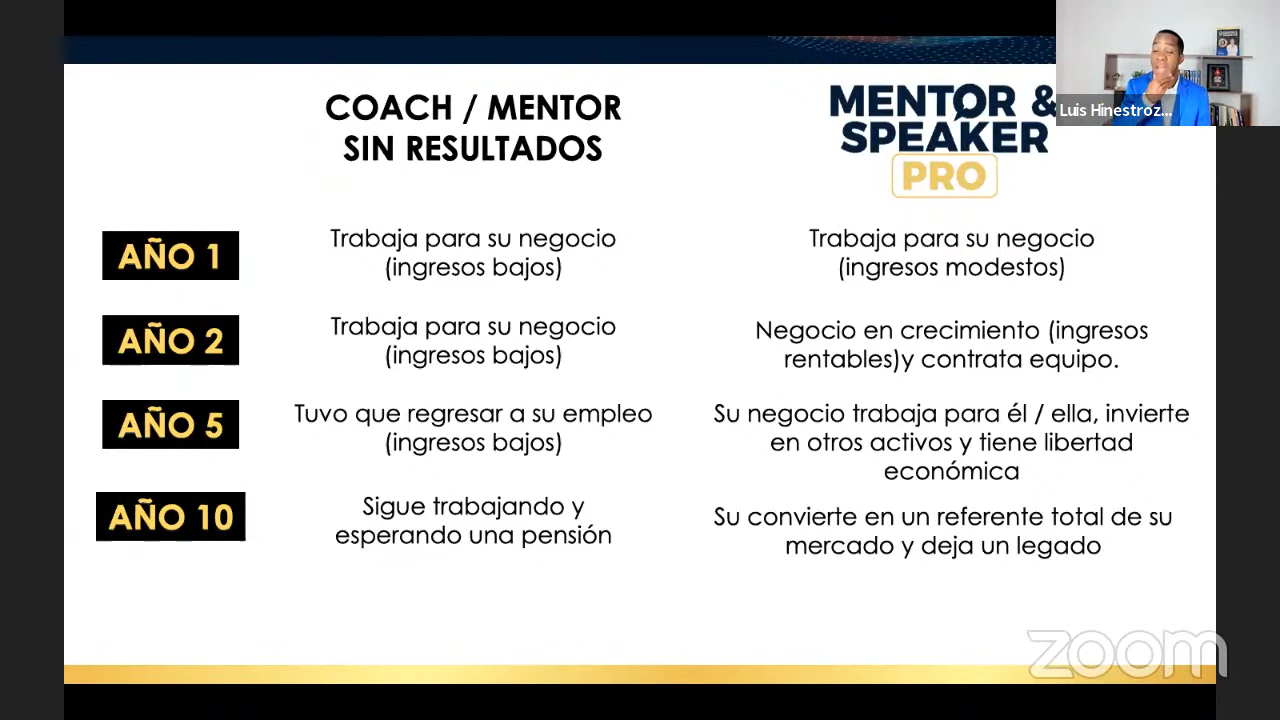 COACH / MENTOR
SIN RESULTADOS
MENTOR &
SPEAKER
PRO
Luis Hinestroz...
AÑO 1
Trabaja para su negocio
(ingresos bajos)
Trabaja para su negocio
(ingresos modestos)
AÑO 2
Trabaja para su negocio
(ingresos bajos)
Negocio en crecimiento (ingresos
rentables)y contrata equipo.
AÑO 5
Tuvo que regresar a su empleo
(ingresos bajos)
Su negocio trabaja para él / ella, invierte
en otros activos y tiene libertad
económica
AÑO 10
Sigue trabajando y
esperando una pensión
Su convierte en un referente total de su
mercado y deja un legado
zoom